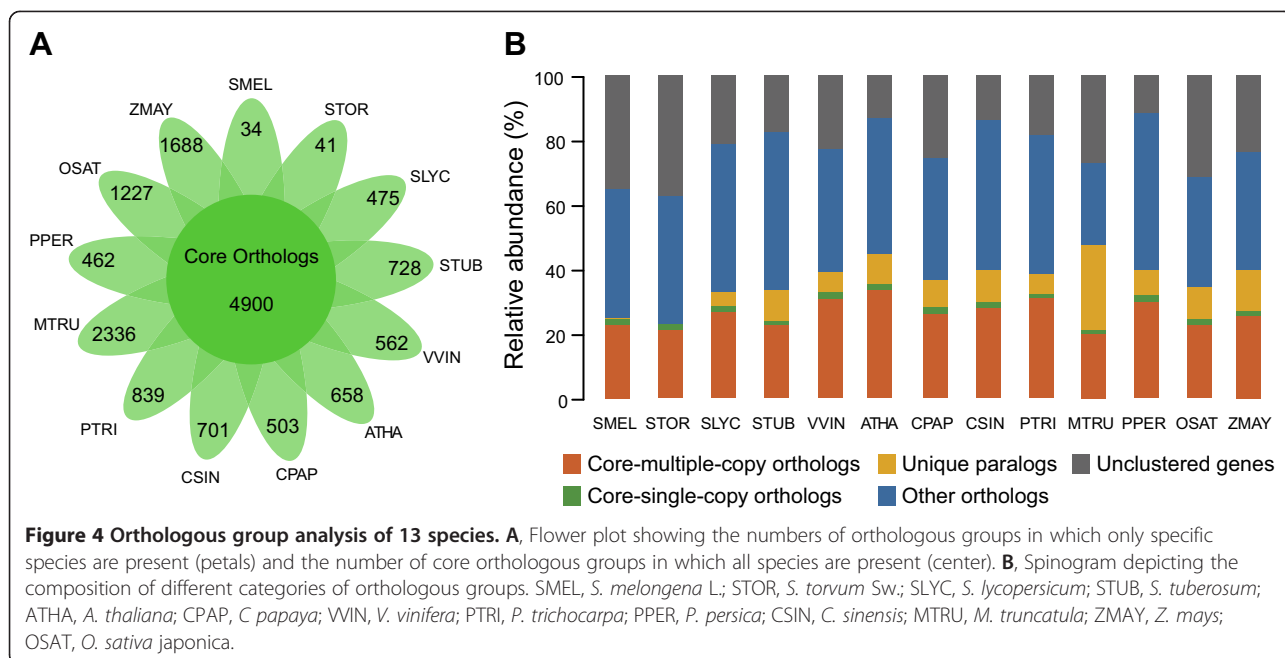 A
SMEL
34
STOR
41
SLYC
475
STUB
728
VVIN
562
ATHA
658
CPAP
503
CSIN
701
PTRI
839
MTRU
2336
PPER
462
OSAT
1227
ZMAY
1688
Core Orthologs
4900
B
Relative abundance (%)
100
80
60
40
20
0
SMEL STOR SLYC STUB VVIN ATHA CPAP CSIN PTRI MTRU PPER OSAT ZMAY
Core-multiple-copy orthologs Unique paralogs Unclustered genes
Core-single-copy orthologs Other orthologs
Figure 4 Orthologous group analysis of 13 species. A, Flower plot showing the numbers of orthologous groups in which only specific
species are present (petals) and the number of core orthologous groups in which all species are present (center). B, Spinogram depicting the
composition of different categories of orthologous groups. SMEL, S. melongena L.; STOR, S. torvum Sw.; SLYC, S. lycopersicum; STUB, S. tuberosum;
ATHA, A. thaliana; CPAP, C papaya; VVIN, V. vinifera; PTRI, P. trichocarpa; PPER, P. persica; CSIN, C. sinensis; MTRU, M. truncatula; ZMAY, Z. mays;
OSAT, O. sativa japonica.